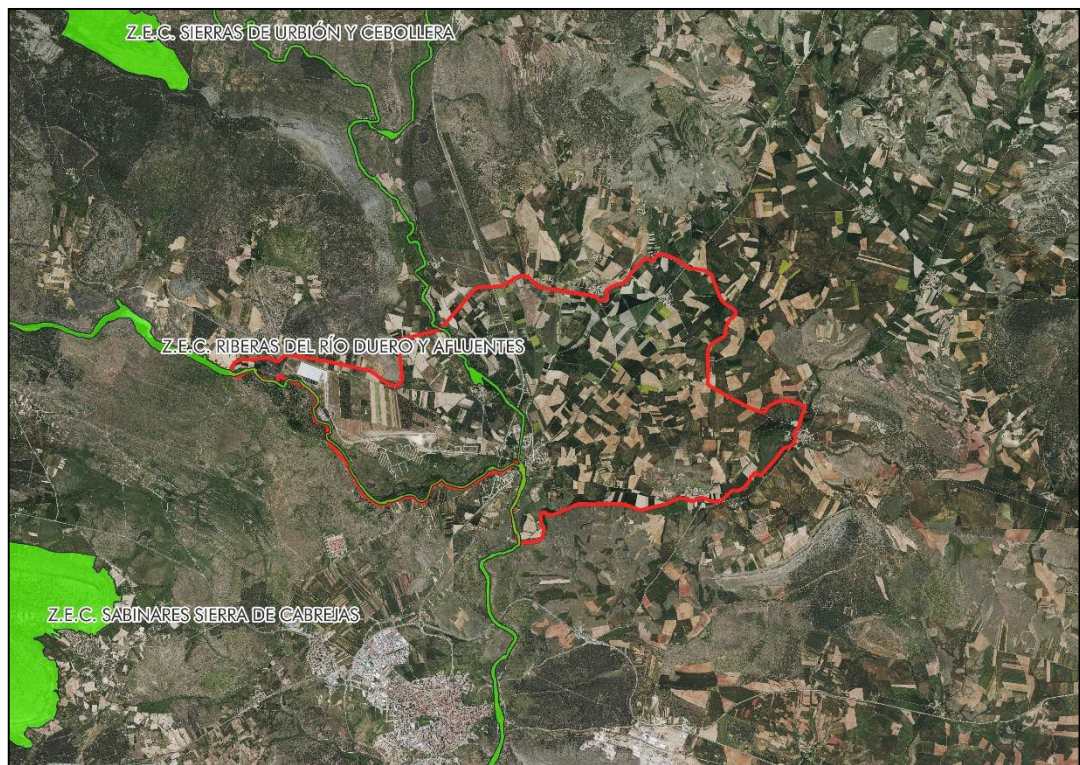 Z.E.C. SIERRAS DE URBIÓN Y CEBOLLERA
Z.E.C. RIBERAS DEL RÍO DUERO Y AFLUENTES
Z.E.C. SABINARES SIERRA DE CABREJAS